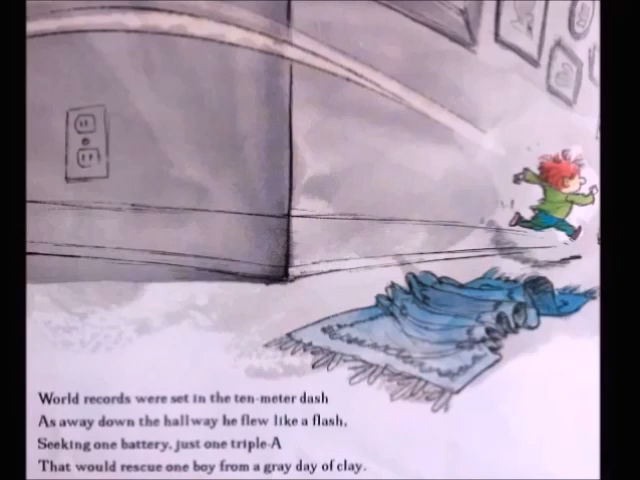 World records were set in the ten-meter dash
As away down the hallway he flew like a flash,
Seeking one battery, just one triple-A
That would rescue one boy from a gray day of clay.